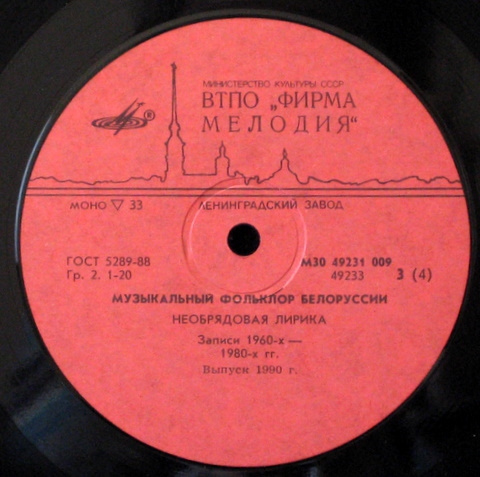 МИНИСТЕРСТВО КУЛЬТУРЫ СССР
ВТПО „ФИРМА
МЕЛОДИЯ“
®
МОНО ▽ 33 ЛЕНИНГРАДСКИЙ ЗАВОД
ГОСТ 5289-88 М30 49231 009
Гр. 2. 1-20 49233 3 (4)
МУЗЫКАЛЬНЫЙ ФОЛЬКЛОР БЕЛОРУССИИ
НЕОБРЯДОВАЯ ЛИРИКА
Записи 1960-х —
1980-х гг.
Выпуск 1990 г.